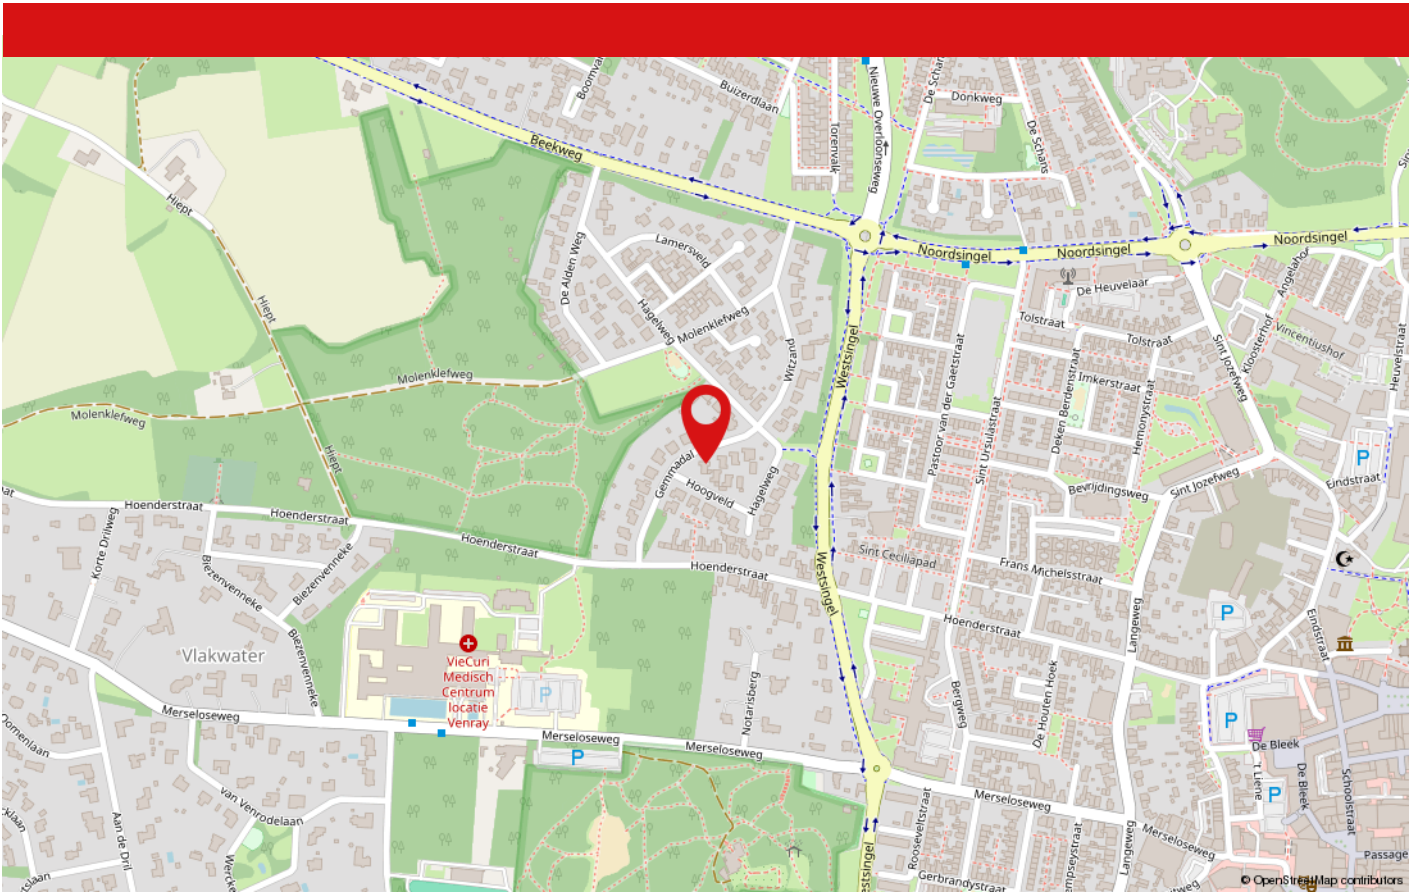 Boomval
Buizerdlaan
Torenvalk
Nieuwe Overloonseweg
De Schans
Donkweg
De Schans
Beekweg
Hiept
Lamersveld
De Alden Weg
Hagelweg
Molenklefweg
Witzand
Noordsingel
Noordsingel
Noordsingel
Angelahof
De Heuvelaar
Tolstraat
Tolstraat
Kloosterhof
Vincentiushof
Heuvelstraat
Sint Jozefweg
Hiept
Westsingel
Pastoor van der Gaetstraat
Imkerstraat
Deken Berdenstraat
Hemonystraat
Sint Ursulastraat
Molenklefweg
Molenklefweg
Hiept
Gemmadal
Hoogveld
Hagelweg
P
Eindstraat
Sint Jozefweg
Bevrijdingsweg
Hoenderstraat
Hoenderstraat
Hoenderstraat
Hoenderstraat
Korte Drilweg
Biezenvenneke
Biezenvenneke
Biezenvenneke
Sint Ceciliapad
Frans Michelsstraat
Westsingel
Hoenderstraat
Langeweg
P
Eindstraat
Vlakwater
VieCuri
Medisch
Centrum
locatie
Venray
P
Notarisberg
Bergweg
De Houten Hoek
P
De Bleek
Merseloseweg
Merseloseweg
Merseloseweg
P
Oomenlaan
van Venrodelaan
Aan de Dril
Merseloseweg
Rooseveltstraat
Langeweg
Merseloseweg
't Liene
P
De Bleek
Schoolstraat
Passage
Gerbrandystraat
© OpenStreetMap contributors